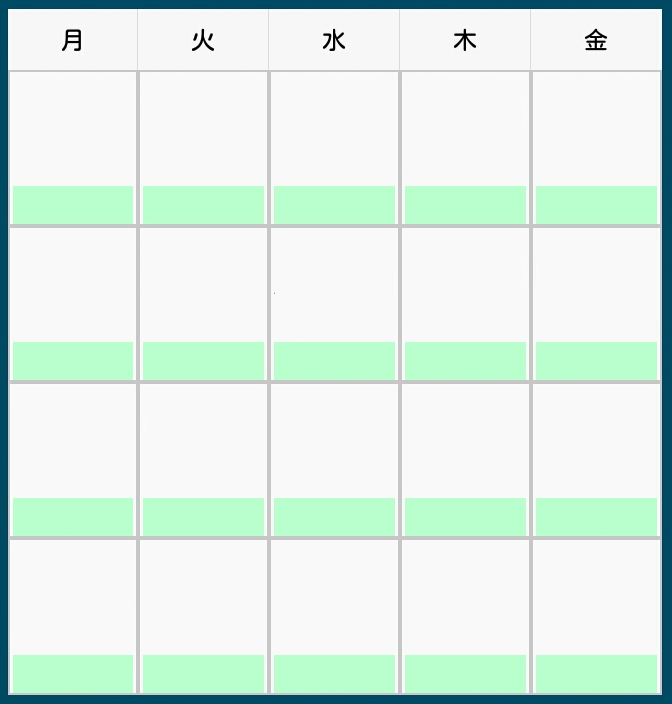 月 火 水 木 金